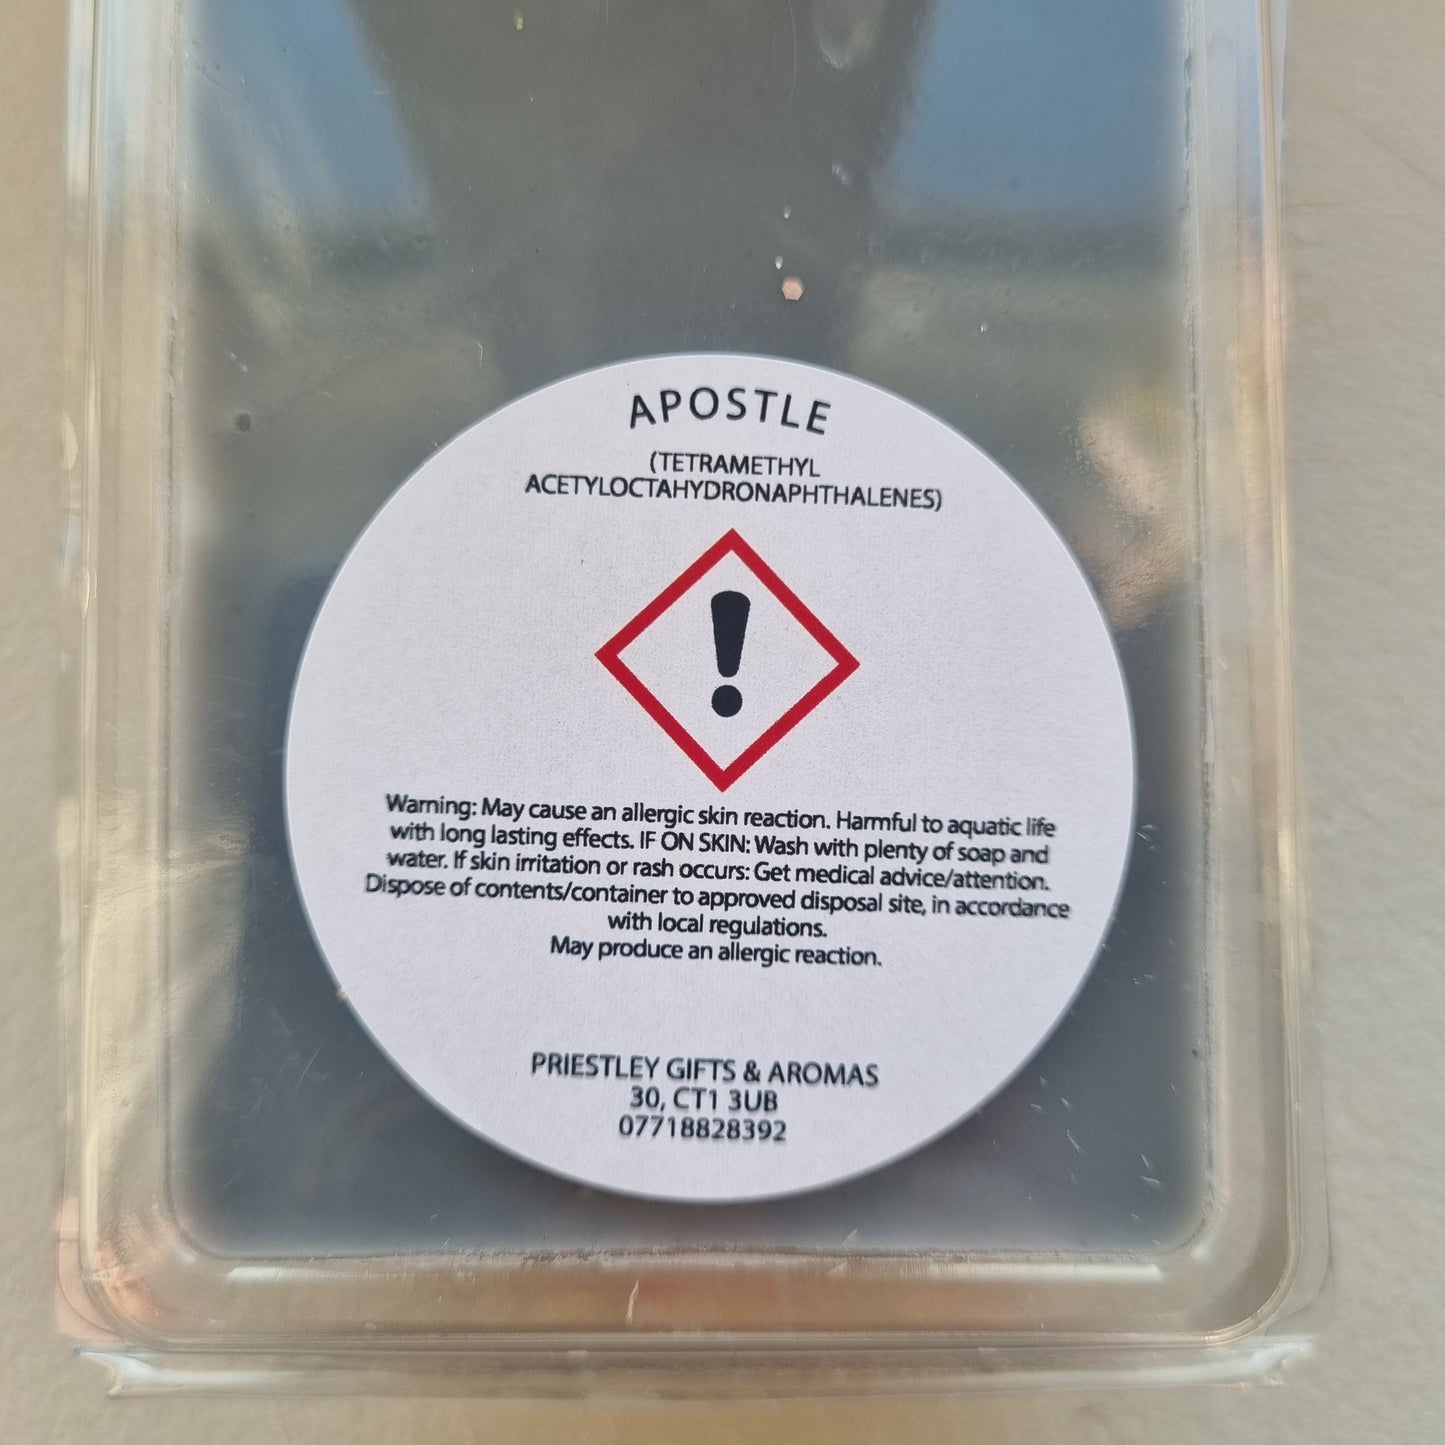 APOSTLE
(TETRAMETHYL
ACETYLOCTAHYDRONAPHTHALENES)
Warning: May cause an allergic skin reaction. Harmful to aquatic life
with long lasting effects. IF ON SKIN: Wash with plenty of soap and
water. If skin irritation or rash occurs: Get medical advice/attention.
Dispose of contents/container to approved disposal site, in accordance
with local regulations.
May produce an allergic reaction.
PRIESTLEY GIFTS & AROMAS
30, CT1 3UB
07718828392